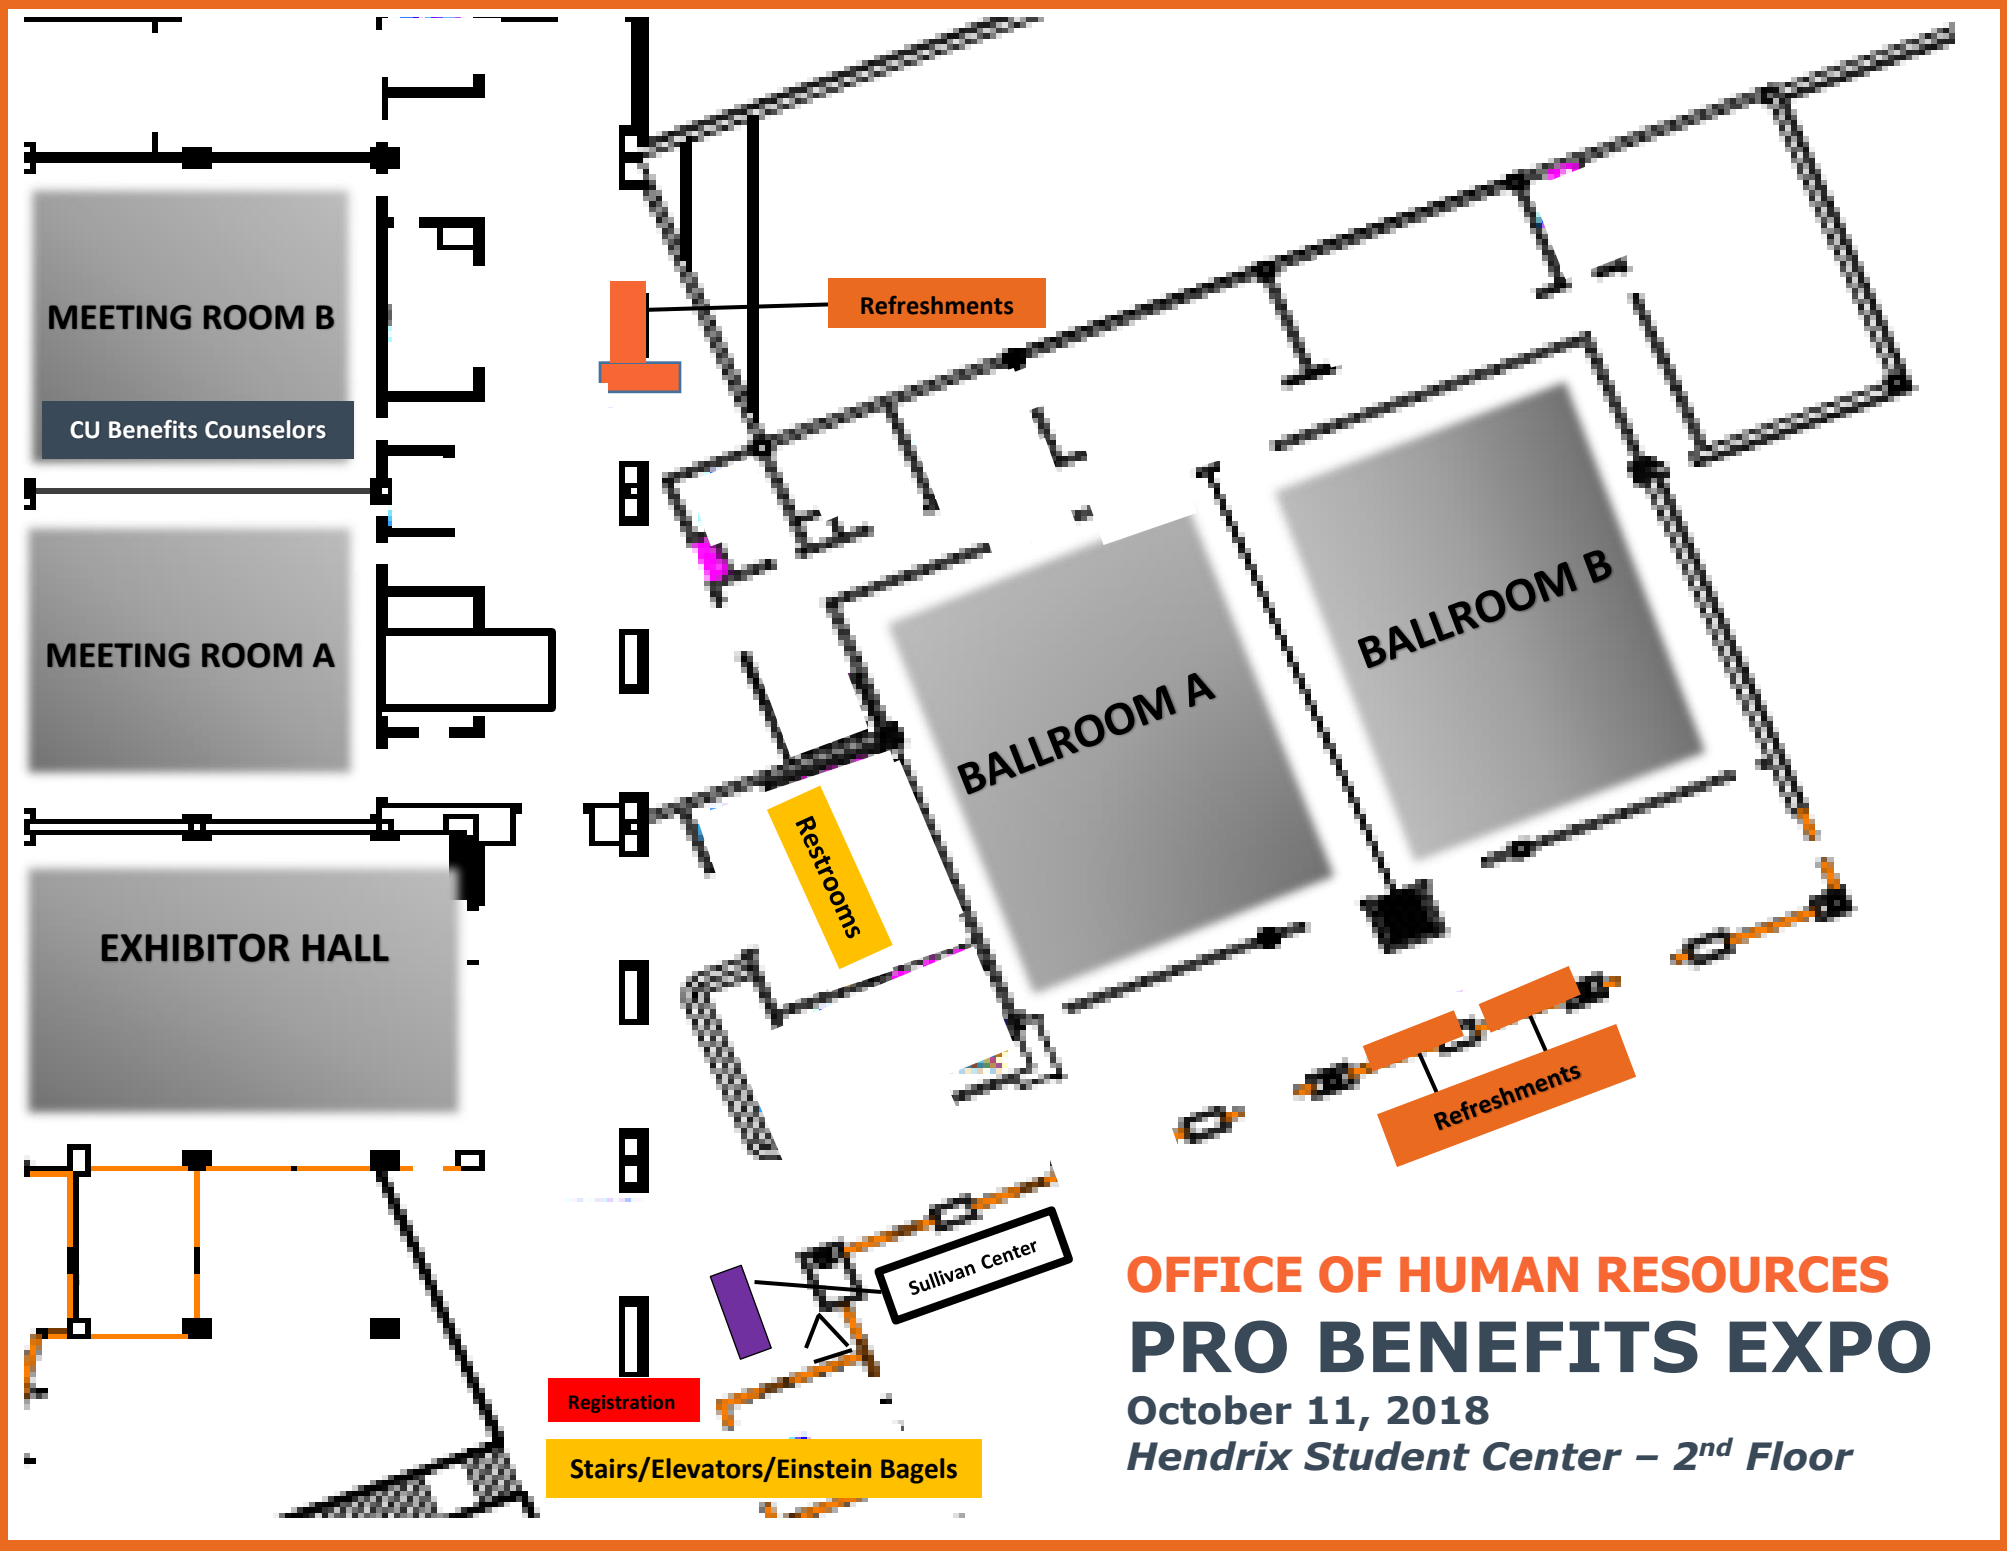 MEETING ROOM B
CU Benefits Counselors
Refreshments
MEETING ROOM A
BALLROOM A
BALLROOM B
Restrooms
EXHIBITOR HALL
Refreshments
Sullivan Center
Registration
Stairs/Elevators/Einstein Bagels
OFFICE OF HUMAN RESOURCES
PRO BENEFITS EXPO
October 11, 2018
Hendrix Student Center – 2nd Floor